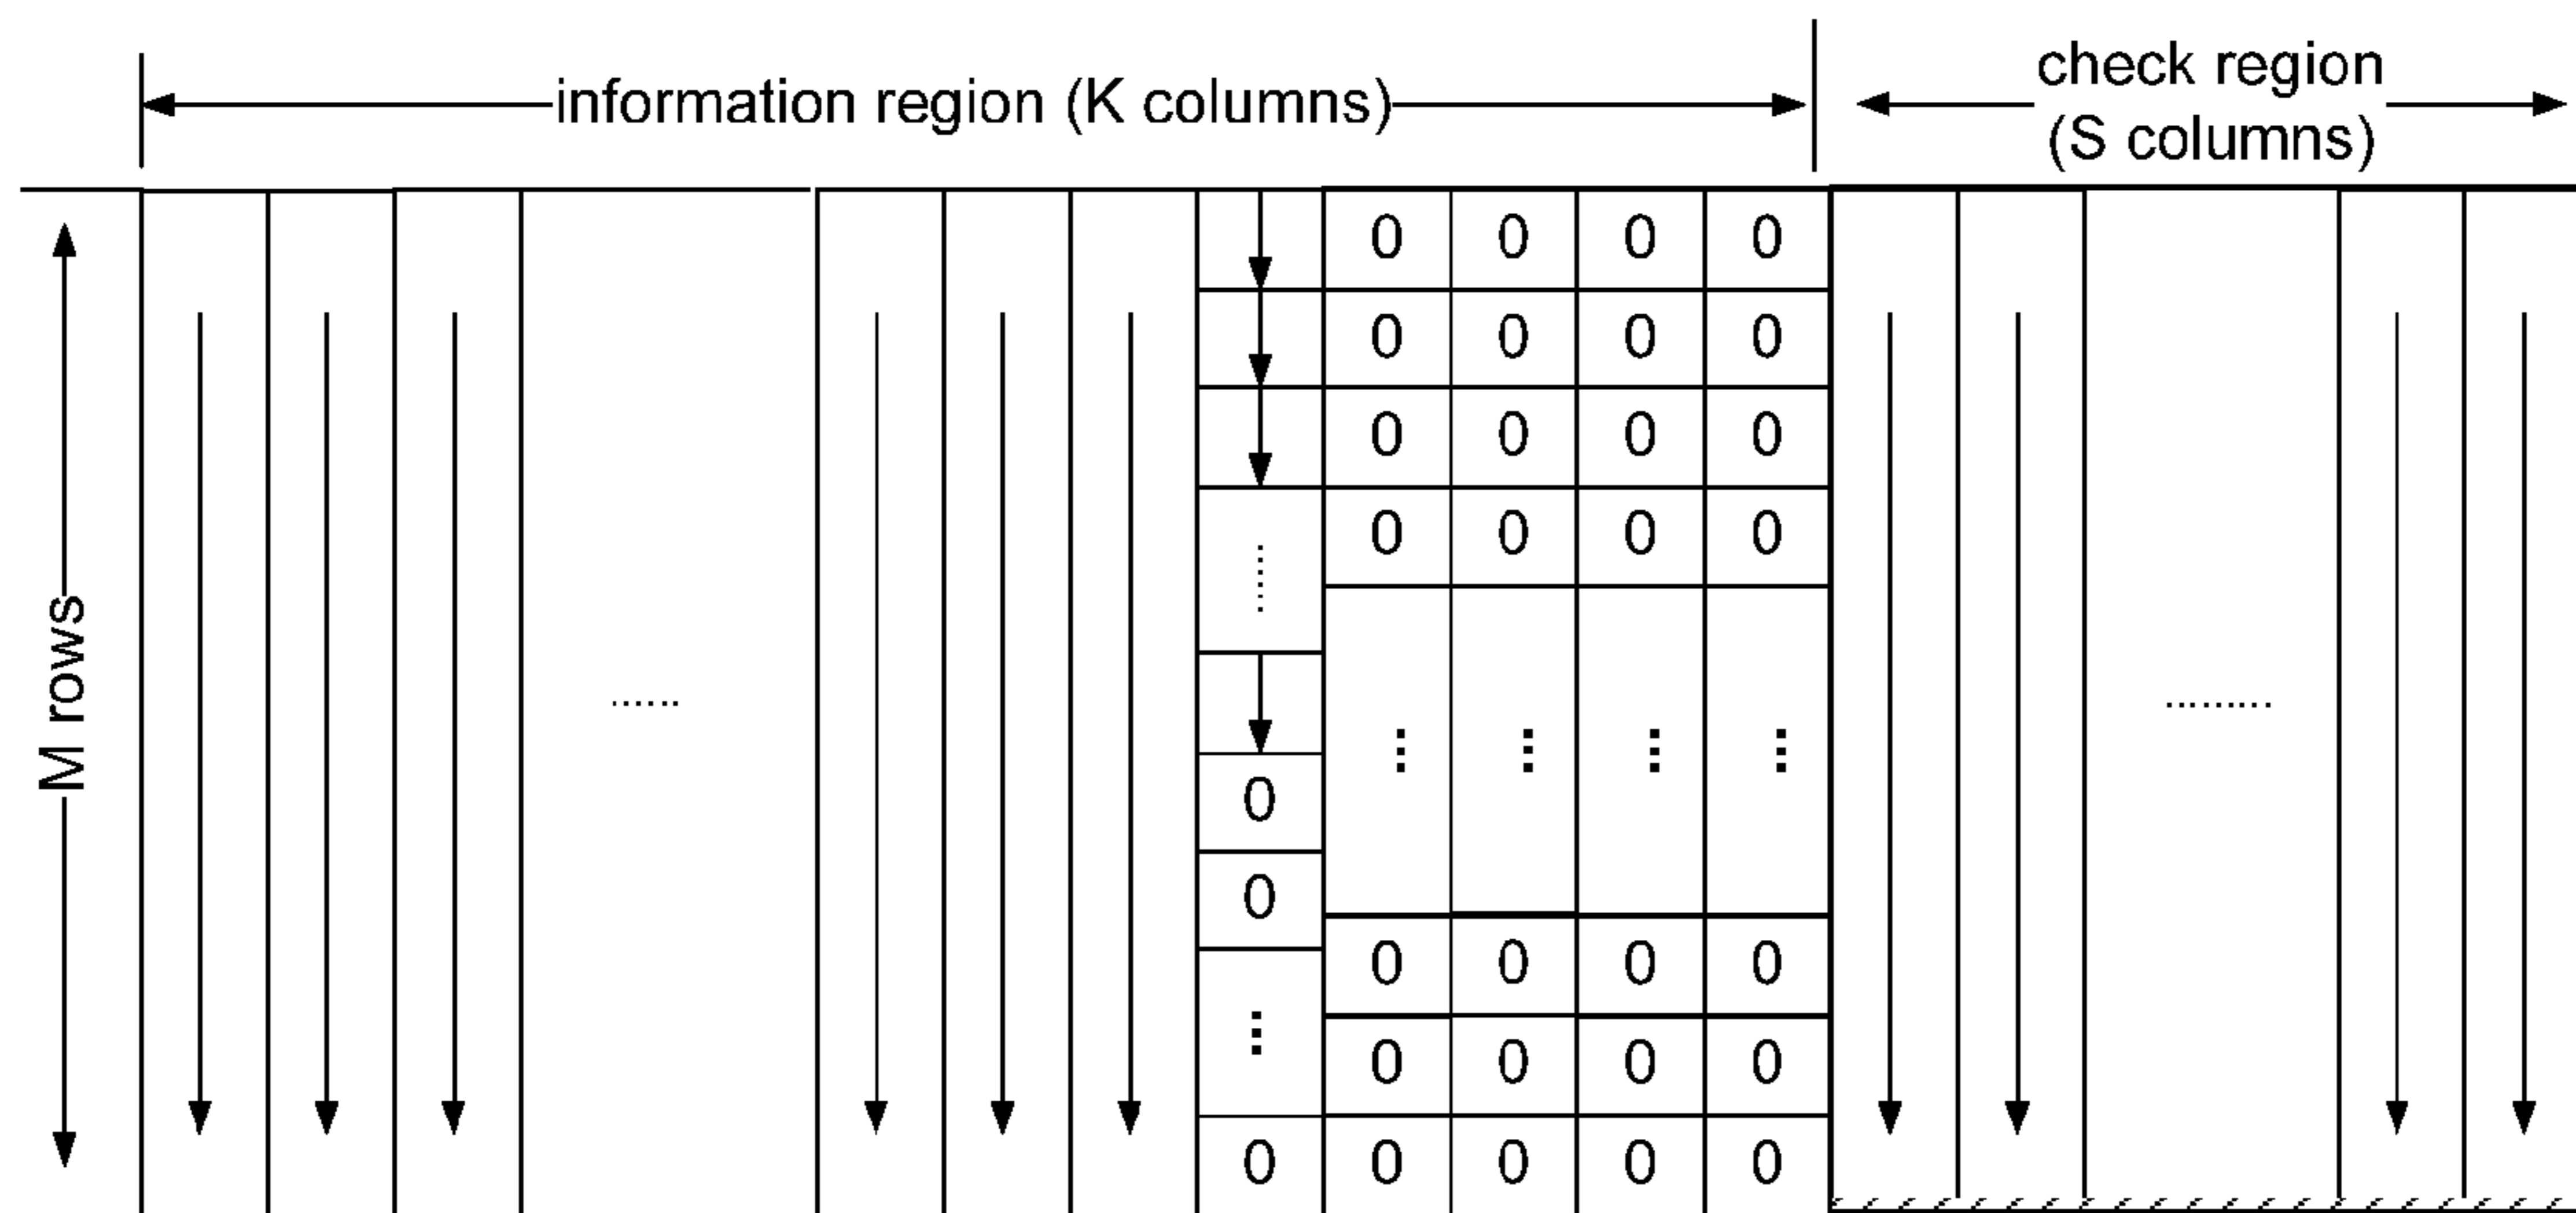 information region (K columns)
check region
(S columns)
M rows
0 0 0 0
0 0 0 0
0 0 0 0
0 0 0 0
......
......
.........
0
0
0 0 0 0
0 0 0 0
0 0 0 0 0